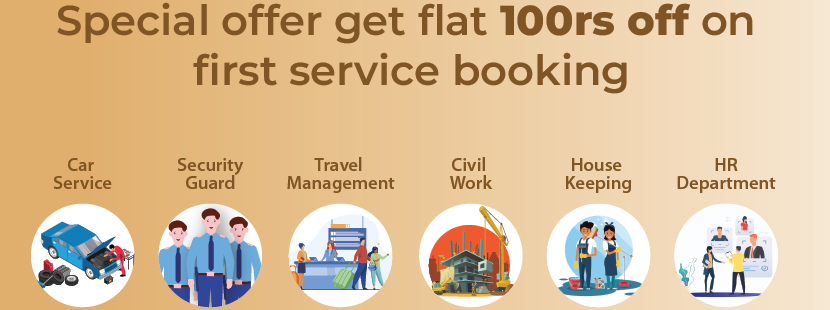 Special offer get flat 100rs off on
first service booking
Car
Service
Security
Guard
Travel
Management
Civil
Work
House
Keeping
HR
Department